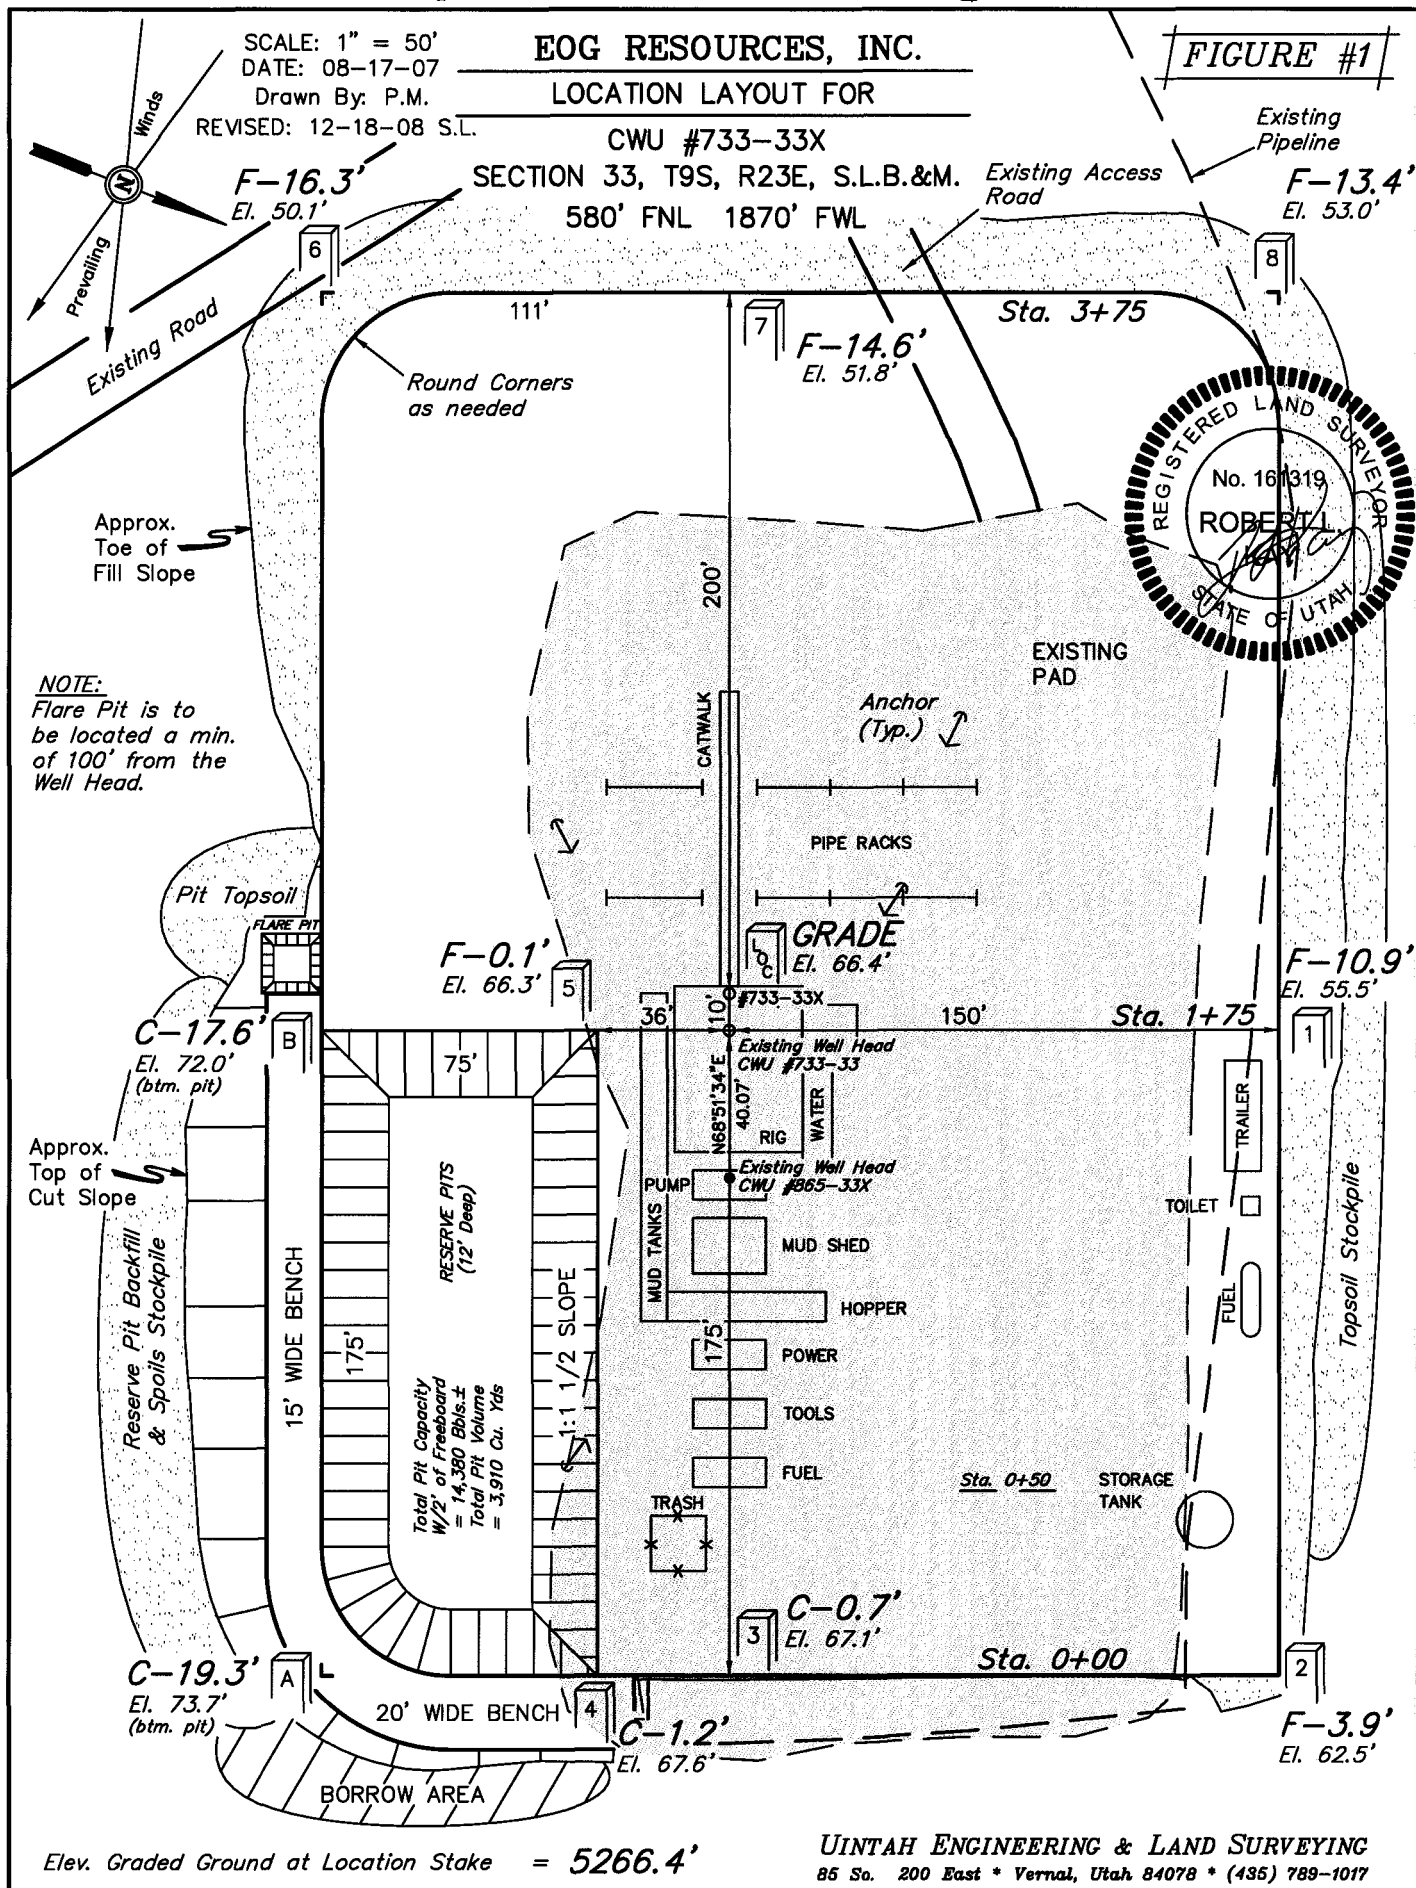 SCALE: 1" = 50'
DATE: 08-17-07
Drawn By: P.M.
REVISED: 12-18-08 S.L.
EOG RESOURCES, INC.
LOCATION LAYOUT FOR
CWU #733-33X
SECTION 33, T9S, R23E, S.L.B.&M.
580' FNL 1870' FWL
FIGURE #1
Winds
N
Prevailing
Existing Road
F-16.3'
El. 50.1'
6
Existing Access
Road
Existing
Pipeline
F-13.4'
El. 53.0'
8
111'
7
Sta. 3+75
F-14.6'
El. 51.8'
Round Corners
as needed
REGISTERED LAND SURVEYOR
No. 161319
ROBERT L.
STATE OF UTAH
Approx.
Toe of
Fill Slope
200'
EXISTING
PAD
NOTE:
Flare Pit is to
be located a min.
of 100' from the
Well Head.
CATWALK
Anchor
(Typ.)
PIPE RACKS
Pit Topsoil
FLARE PIT
F-0.1'
El. 66.3'
5
LOC
GRADE
El. 66.4'
F-10.9'
El. 55.5'
1
#733-33X
C-17.6'
El. 72.0'
(btm. pit)
B
75'
36'
10'
150'
Sta. 1+75
Existing Well Head
CWU #733-33
N68°51'34"E
40.07'
RIG
WATER
TRAILER
Approx.
Top of
Cut Slope
RESERVE PITS
(12' Deep)
PUMP
Existing Well Head
CWU #865-33X
TOILET
MUD TANKS
MUD SHED
HOPPER
FUEL
Topsoil Stockpile
Reserve Pit Backfill
& Spoils Stockpile
15' WIDE BENCH
175'
1:1 1/2 SLOPE
175'
POWER
TOOLS
FUEL
Total Pit Capacity
W/2' of Freeboard
= 14,380 Bbls.±
Total Pit Volume
= 3,910 Cu. Yds
TRASH
Sta. 0+50
STORAGE
TANK
C-0.7'
El. 67.1'
3
Sta. 0+00
2
C-19.3'
El. 73.7'
(btm. pit)
A
20' WIDE BENCH
4
C-1.2'
El. 67.6'
F-3.9'
El. 62.5'
BORROW AREA
Elev. Graded Ground at Location Stake = 5266.4'
UINTAH ENGINEERING & LAND SURVEYING
85 So. 200 East * Vernal, Utah 84078 * (435) 789-1017